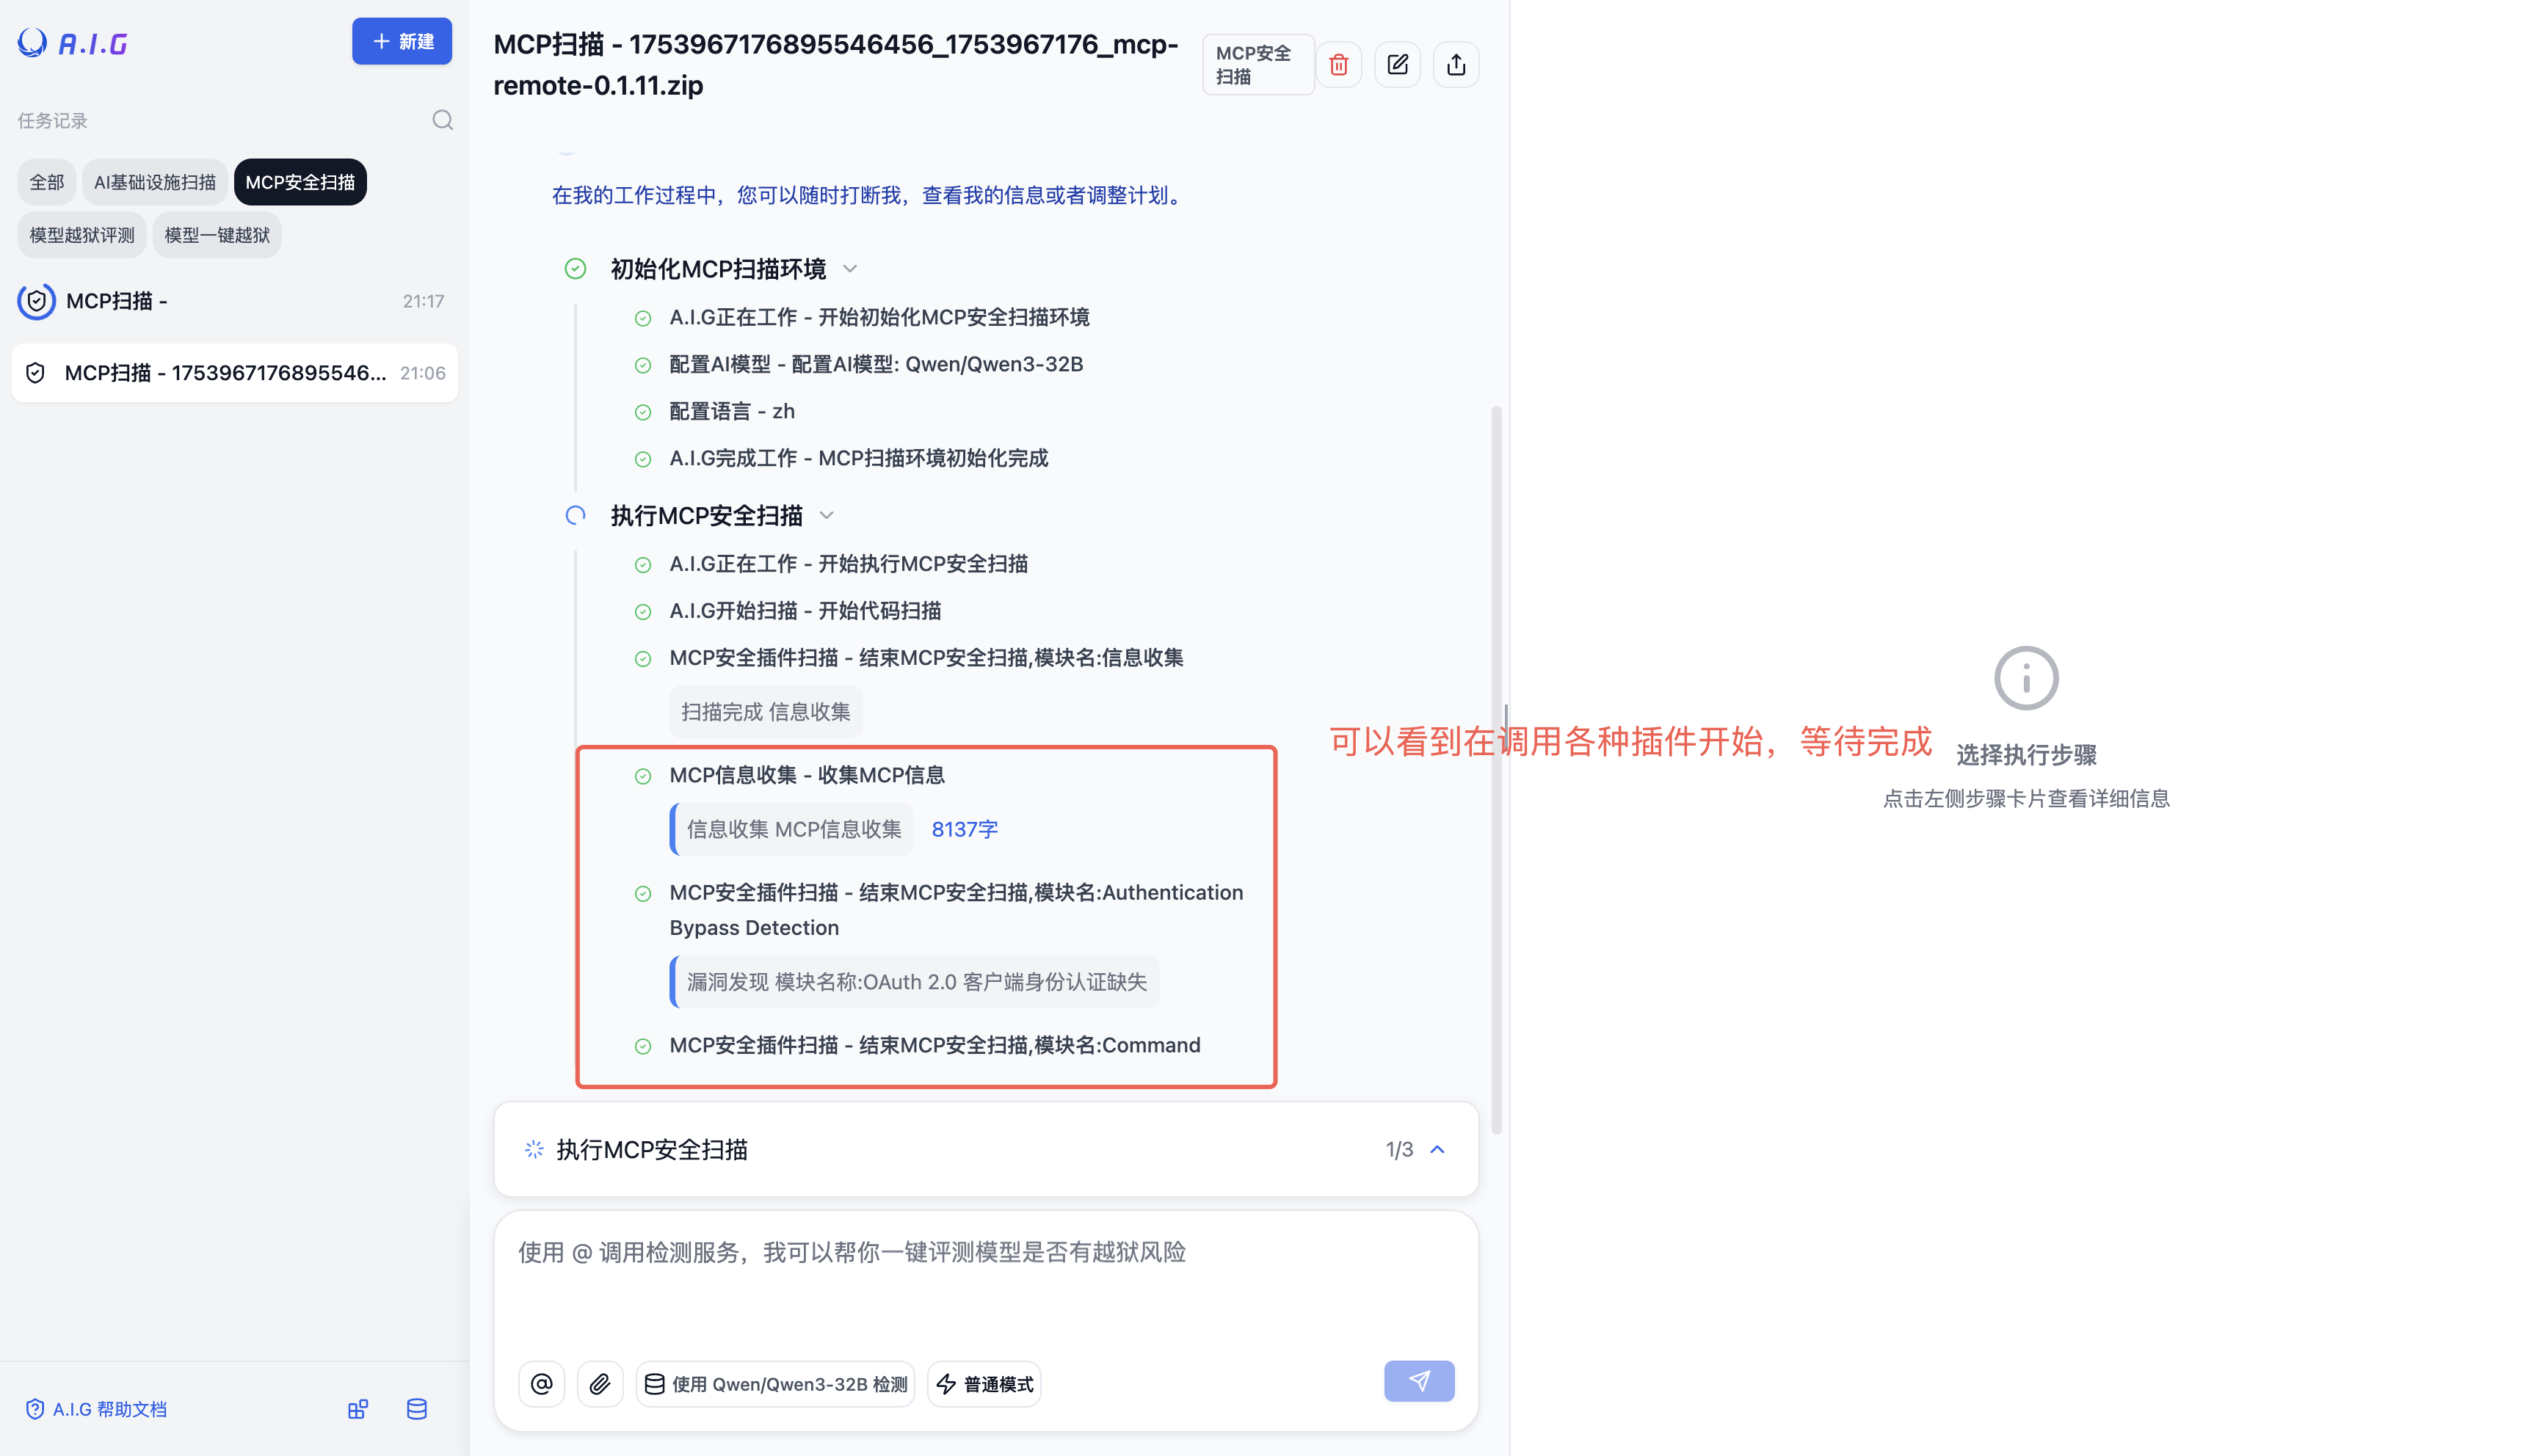 A.I.G
新建
任务记录
全部
AI基础设施扫描
MCP安全扫描
模型越狱评测
模型一键越狱
MCP扫描 -
21:17
MCP扫描 - 1753967176895546...
21:06
A.I.G 帮助文档
MCP扫描 - 1753967176895546456_1753967176_mcp-
remote-0.1.11.zip
MCP安全
扫描
在我的工作过程中，您可以随时打断我，查看我的信息或者调整计划。
初始化MCP扫描环境
A.I.G正在工作 - 开始初始化MCP安全扫描环境
配置AI模型 - 配置AI模型: Qwen/Qwen3-32B
配置语言 - zh
A.I.G完成工作 - MCP扫描环境初始化完成
执行MCP安全扫描
A.I.G正在工作 - 开始执行MCP安全扫描
A.I.G开始扫描 - 开始代码扫描
MCP安全插件扫描 - 结束MCP安全扫描,模块名:信息收集
扫描完成 信息收集
MCP信息收集 - 收集MCP信息
信息收集 MCP信息收集
8137字
MCP安全插件扫描 - 结束MCP安全扫描,模块名:Authentication
Bypass Detection
漏洞发现 模块名称:OAuth 2.0 客户端身份认证缺失
MCP安全插件扫描 - 结束MCP安全扫描,模块名:Command
可以看到在调用各种插件开始，等待完成
执行MCP安全扫描
1/3
使用 @ 调用检测服务，我可以帮你一键评测模型是否有越狱风险
使用 Qwen/Qwen3-32B 检测
普通模式
选择执行步骤
点击左侧步骤卡片查看详细信息